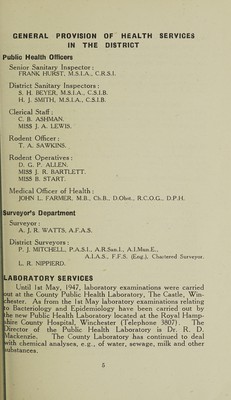 GENERAL PROVISION OF HEALTH SERVICES
IN THE DISTRICT
Public Health Officers
Senior Sanitary Inspector:
FRANK HURST, M.S.I.A., C.R.S.I.
District Sanitary Inspectors:
S. H. BEYER, M.S.I.A., C.S.I.B.
H. J. SMITH, M.S.I.A., C.S.I.B.
Clerical Staff:
C. B. ASHMAN.
MISS J. A. LEWIS.
Rodent Officer:
T. A. SAWKINS.
Rodent Operatives:
D. G. P. ALLEN.
MISS J. R. BARTLETT.
MISS B. START.
Medical Officer of Health:
JOHN L. FARMER, M.B., Ch.B., D.Obst., R.C.O.G., D.P.H.
Surveyor's Department
Surveyor:
A. J. R. WATTS, A.F.A.S.
District Surveyors:
P. J. MITCHELL, P.A.S.I., A.R.San.I., A.I.Mun.E.,
A.I.A.S., F.F.S. (Eng.), Chartered Surveyor.
L. R. NIPPIERD.
LABORATORY SERVICES
Until 1st May, 1947, laboratory examinations were carried
out at the County Public Health Laboratory, The Castle, Win-
chester. As from the 1st May laboratory examinations relating
to Bacteriology and Epidemiology have been carried out by
the new Public Health Laboratory located at the Royal Hamp-
shire County Hospital, Winchester (Telephone 3807). The
Director of the Public Health Laboratory is Dr. R. D.
Mackenzie. The County Laboratory has continued to deal
with chemical analyses, e.g., of water, sewage, milk and other
substances.
5